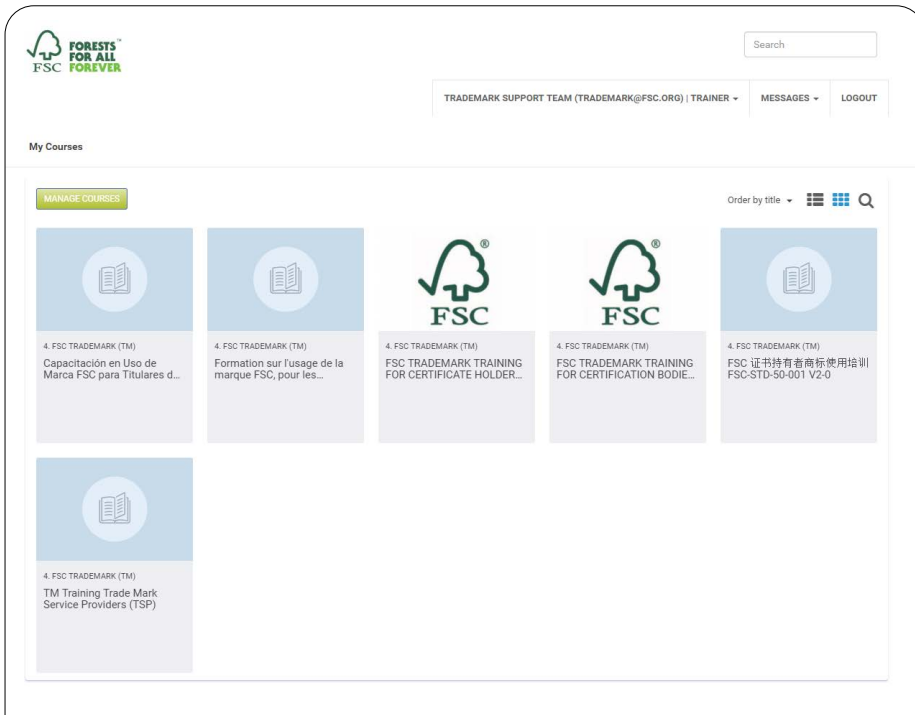 FORESTS™
FOR ALL
FOREVER
FSC
Search
TRADEMARK SUPPORT TEAM (TRADEMARK@FSC.ORG) | TRAINER
MESSAGES
LOGOUT
My Courses
MANAGE COURSES
Order by title
®
FSC
®
FSC
4. FSC TRADEMARK (TM)
Capacitación en Uso de
Marca FSC para Titulares d...
4. FSC TRADEMARK (TM)
Formation sur l'usage de la
marque FSC, pour les...
4. FSC TRADEMARK (TM)
FSC TRADEMARK TRAINING
FOR CERTIFICATE HOLDER...
4. FSC TRADEMARK (TM)
FSC TRADEMARK TRAINING
FOR CERTIFICATION BODIE...
4. FSC TRADEMARK (TM)
FSC 证书持有者商标使用培训
FSC-STD-50-001 V2-0
4. FSC TRADEMARK (TM)
TM Training Trade Mark
Service Providers (TSP)